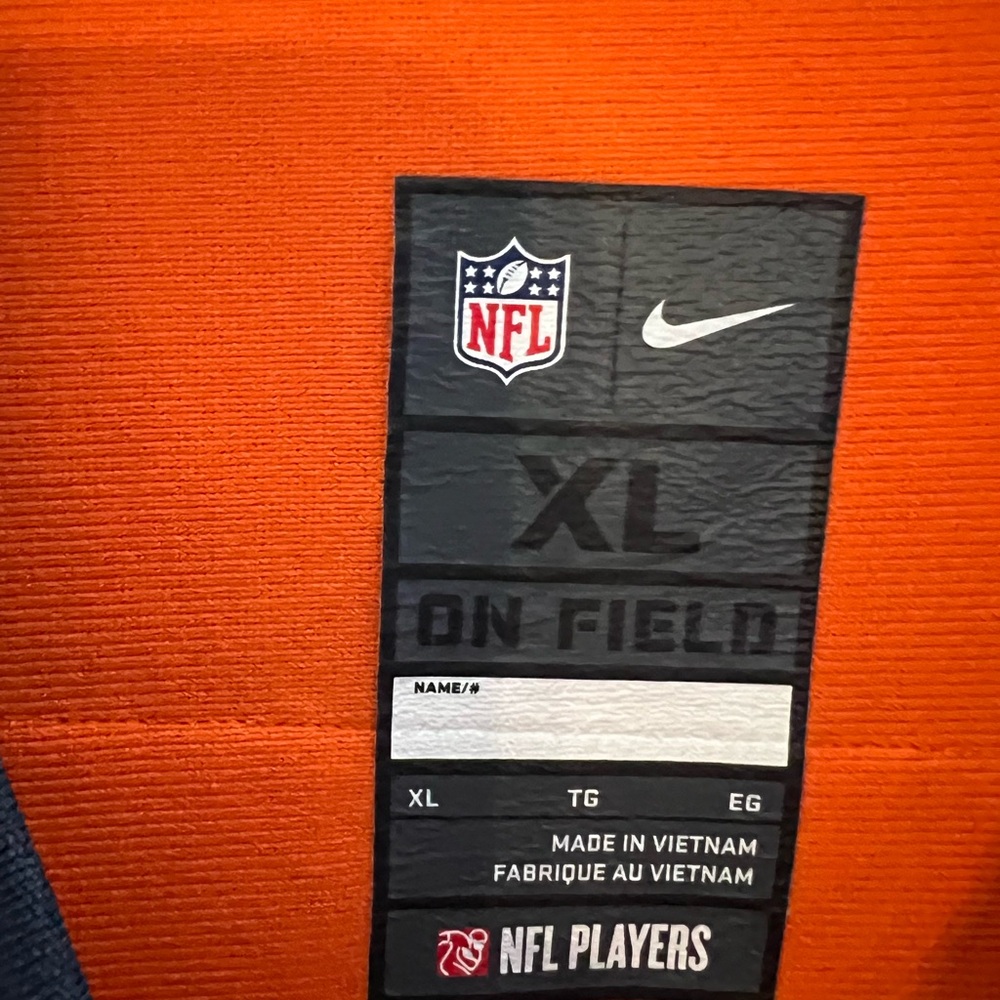 NFL
XL
ON FIELD
NAME/#
XL TG EG
MADE IN VIETNAM
FABRIQUE AU VIETNAM
NFL PLAYERS